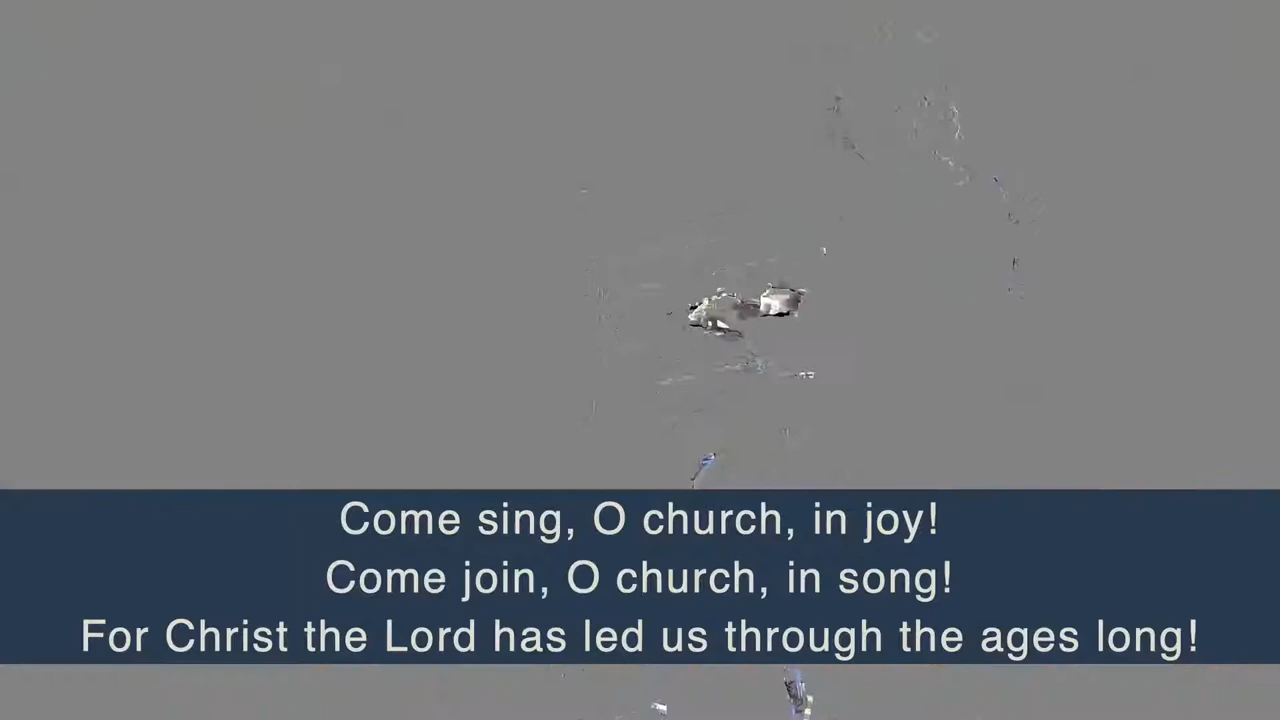 Come sing, O church, in joy!
Come join, O church, in song!
For Christ the Lord has led us through the ages long!